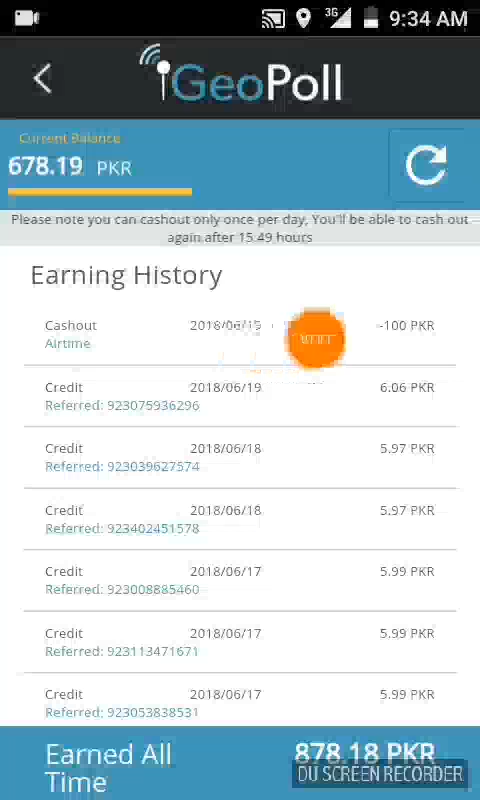 3G 9:34 AM
GeoPoll
Current Balance
678.19 PKR
Please note you can cashout only once per day, You'll be able to cash out
again after 15:49 hours
Earning History
Cashout 2018/06/19 -100 PKR
Airtime
Credit 2018/06/19 6.06 PKR
Referred: 923075936296
Credit 2018/06/18 5.97 PKR
Referred: 923039627574
Credit 2018/06/18 5.97 PKR
Referred: 923402451578
Credit 2018/06/17 5.99 PKR
Referred: 923008885460
Credit 2018/06/17 5.99 PKR
Referred: 923113471671
Credit 2018/06/17 5.99 PKR
Referred: 923053838531
Earned All 878.18 PKR
Time
DU SCREEN RECORDER